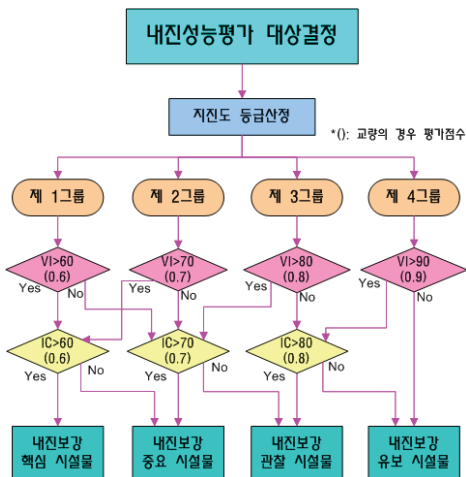 내진성능평가 대상결정
지진도 등급산정
*(): 교량의 경우 평가점수
제 1그룹
제 2그룹
제 3그룹
제 4그룹
VI>60
(0.6)
VI>70
(0.7)
VI>80
(0.8)
VI>90
(0.9)
Yes
No
Yes
No
Yes
No
Yes
No
IC>60
(0.6)
IC>70
(0.7)
IC>80
(0.8)
Yes
No
Yes
No
Yes
No
내진보강
핵심 시설물
내진보강
중요 시설물
내진보강
관찰 시설물
내진보강
유보 시설물